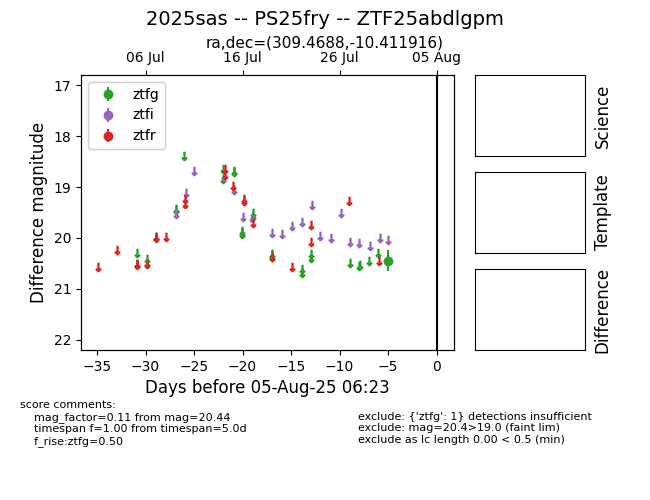 2025sas -- PS25fry -- ZTF25abdlgpm
ra,dec=(309.4688,-10.411916)
06 Jul 16 Jul 26 Jul 05 Aug
ztfg
ztfi
ztfr
17
18
19
20
21
22
Difference magnitude
−35 −30 −25 −20 −15 −10 −5 0
Days before 05-Aug-25 06:23
Science
Template
Difference
score comments:
mag_factor=0.11 from mag=20.44
timespan f=1.00 from timespan=5.0d
f_rise:ztfg=0.50
exclude: {'ztfg': 1} detections insufficient
exclude: mag=20.4>19.0 (faint lim)
exclude as lc length 0.00 < 0.5 (min)